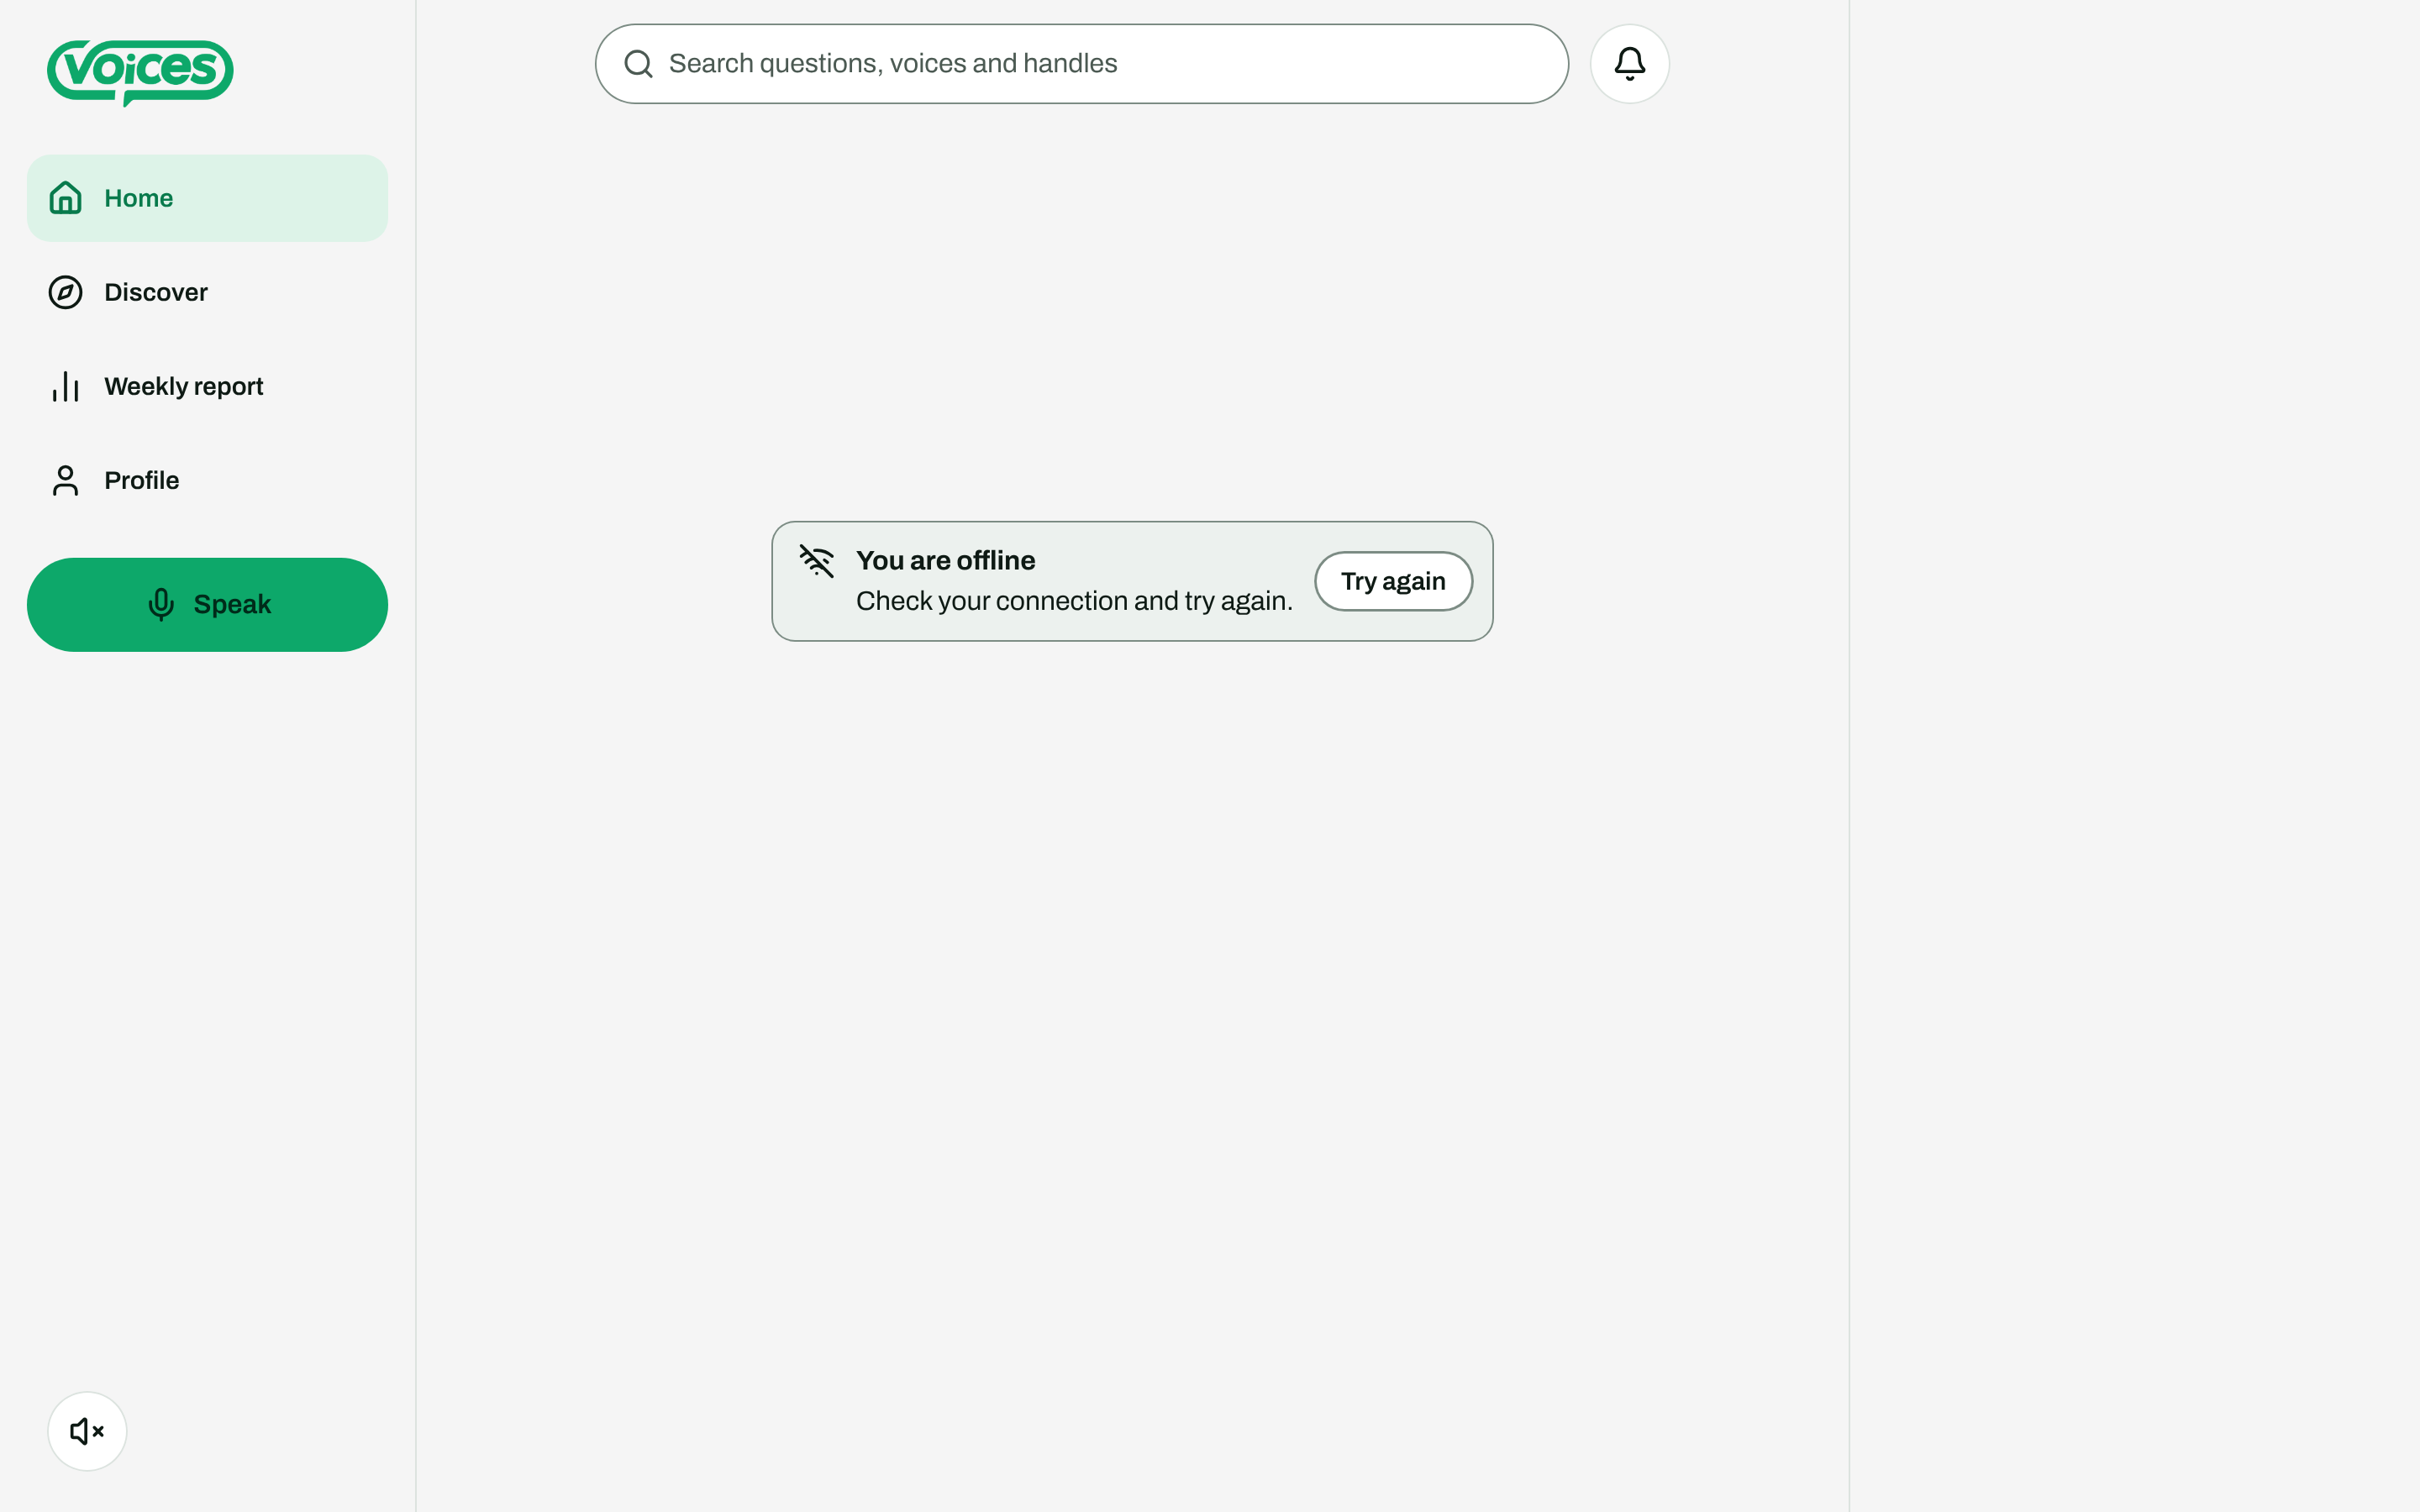 voices
Search questions, voices and handles
Home
Discover
Weekly report
Profile
Speak
You are offline
Check your connection and try again.
Try again